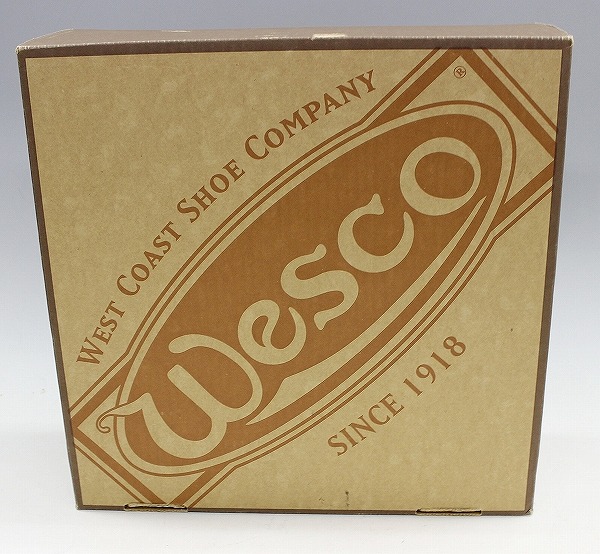 WEST COAST SHOE COMPANY
®
Wesco
SINCE 1918